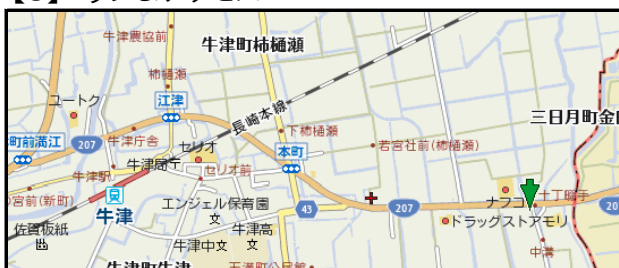 牛津農協前
牛津町柿樋瀬
柿樋瀬
ユートク
江津
長崎本線
三日月町金
町前満江
207
牛津庁舎
セリオ
下柿樋瀬
本町
若宮社前(柿樋瀬)
牛津局〒
セリオ前
牛津駅
宮前(新町)
牛津
エンジェル保育園
43
207
ナフコ
十丁
20
ドラッグストアモリ
佐賀板紙
牛津中
牛津高
中溝
牛津町牛津